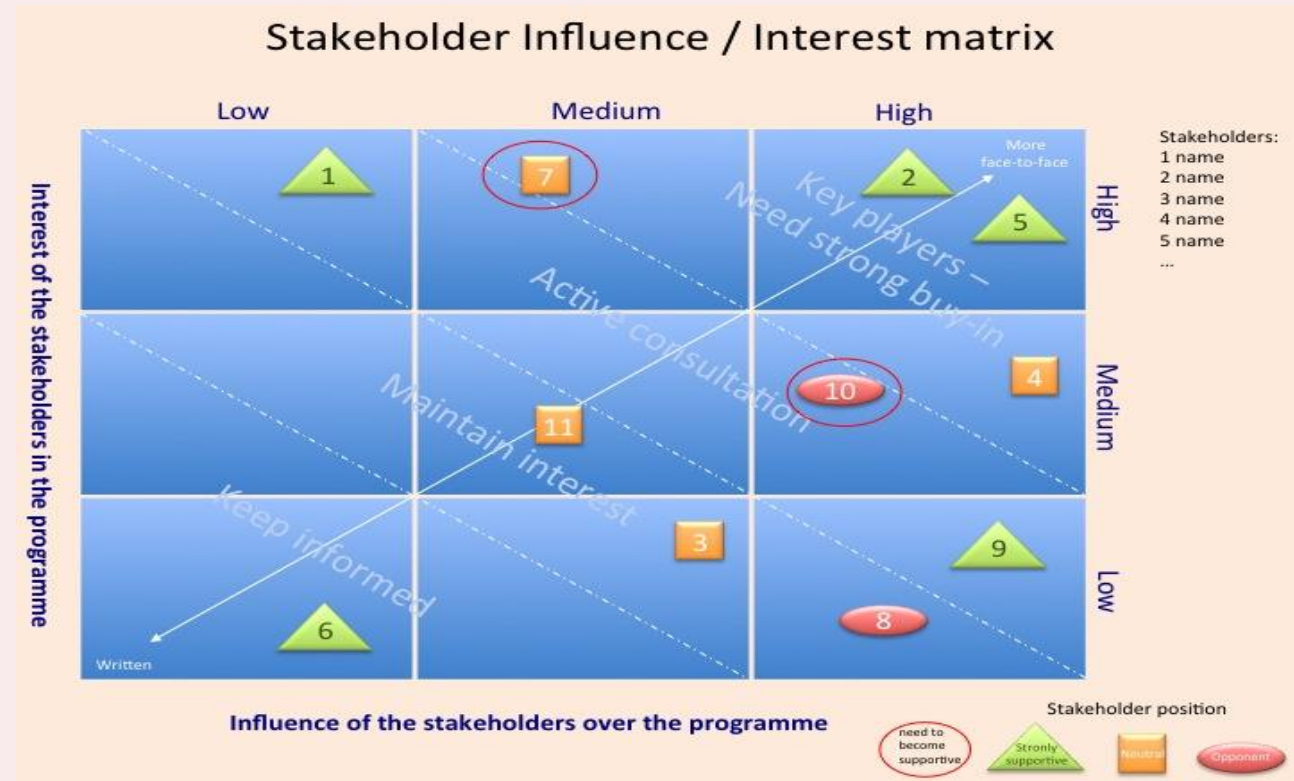 Stakeholder Influence / Interest matrix
Low
Medium
High
Interest of the stakeholders in the programme
1
7
2
5
More
face-to-face
Key players –
Need strong buy-in
High
Stakeholders:
1 name
2 name
3 name
4 name
5 name
...
Active consultation
10
4
Medium
Maintain interest
11
Keep informed
3
9
8
6
Low
Written
Influence of the stakeholders over the programme
Stakeholder position
need to
become
supportive
Stronly
supportive
Neutral
Opponent